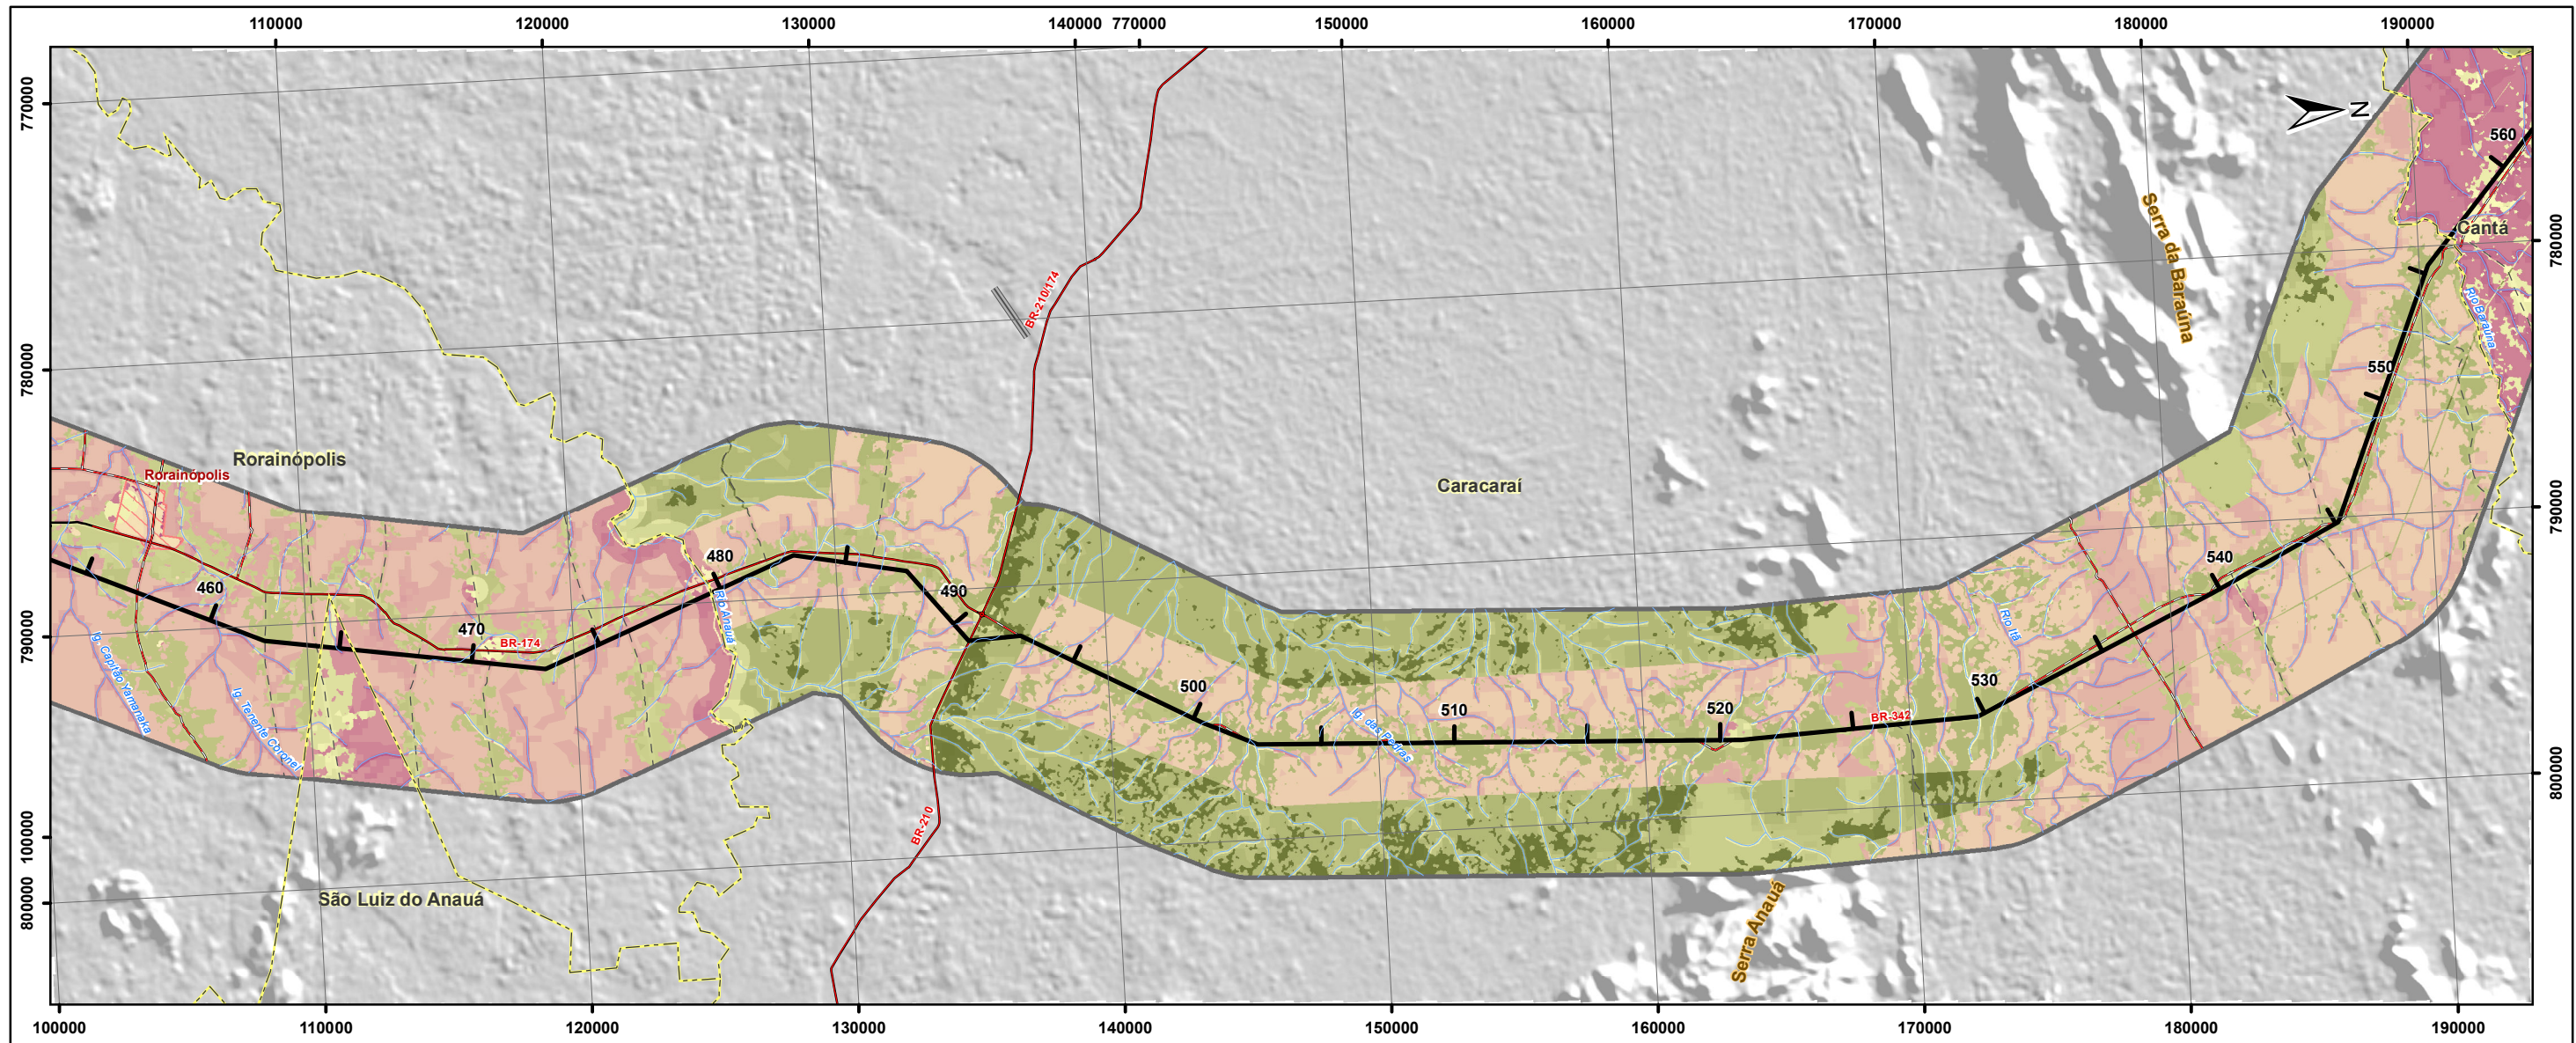 110000 120000 130000 140000 770000 150000 160000 170000 180000 190000
770000
780000
790000
100000
800000
780000
790000
800000
N
560
Cantá
Rio Baraúna
Serra da Baraúna
550
BR-210/174
Rorainópolis
Rorainópolis
Caracaraí
480
490
460
470
BR-174
Rio Anauá
Ig. Capitão Yamanaka
Ig. Tenente Coronel
500
510
Ig. das Pedras
520
BR-342
530
Rio Itã
540
BR-210
São Luiz do Anauá
Serra Anauá
100000 110000 120000 130000 140000 150000 160000 170000 180000 190000